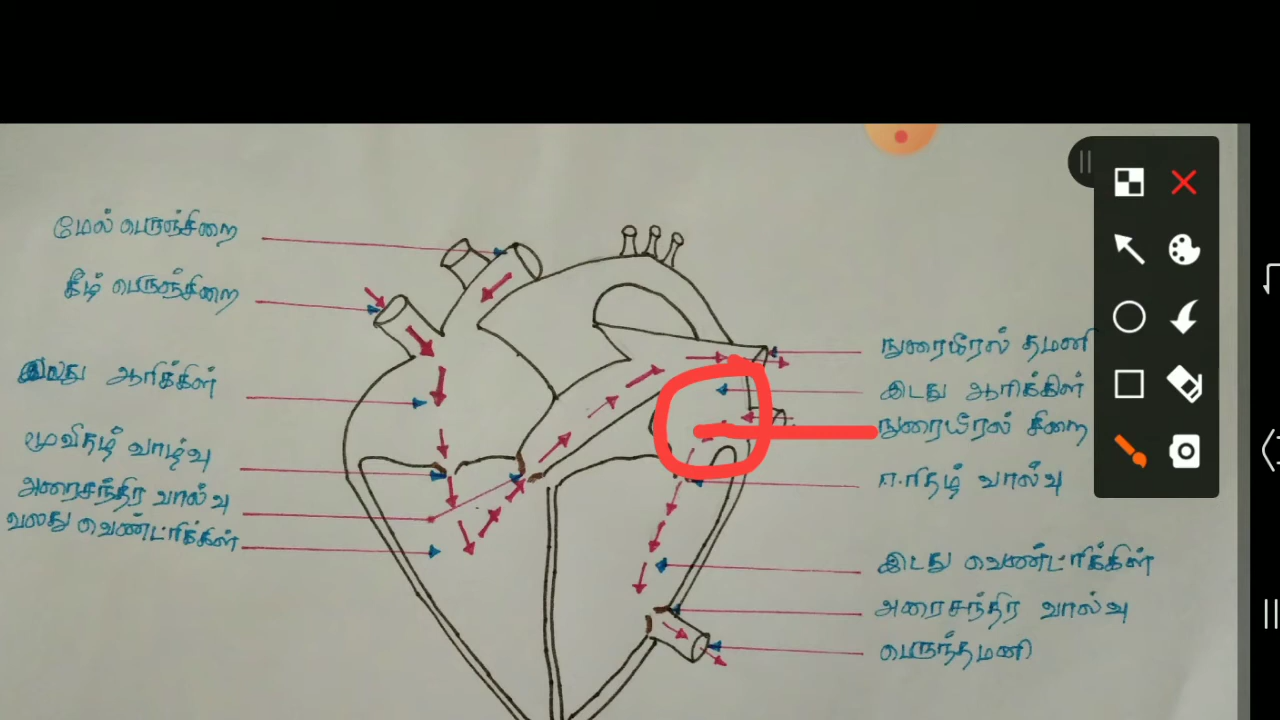 மேல் பெருஞ்சிறை
கீழ் பெருஞ்சிறை
வலது ஆரிக்கிள்
மூவிதழ் வால்வு
அரைசந்திர வால்வு
வலது வெண்ட்ரிக்கிள்
நுரையீரல் தமனி
இடது ஆரிக்கிள்
நுரையீரல் சிறை
ஈரிதழ் வால்வு
இடது வெண்ட்ரிக்கிள்
அரைசந்திர வால்வு
பெருந்தமனி